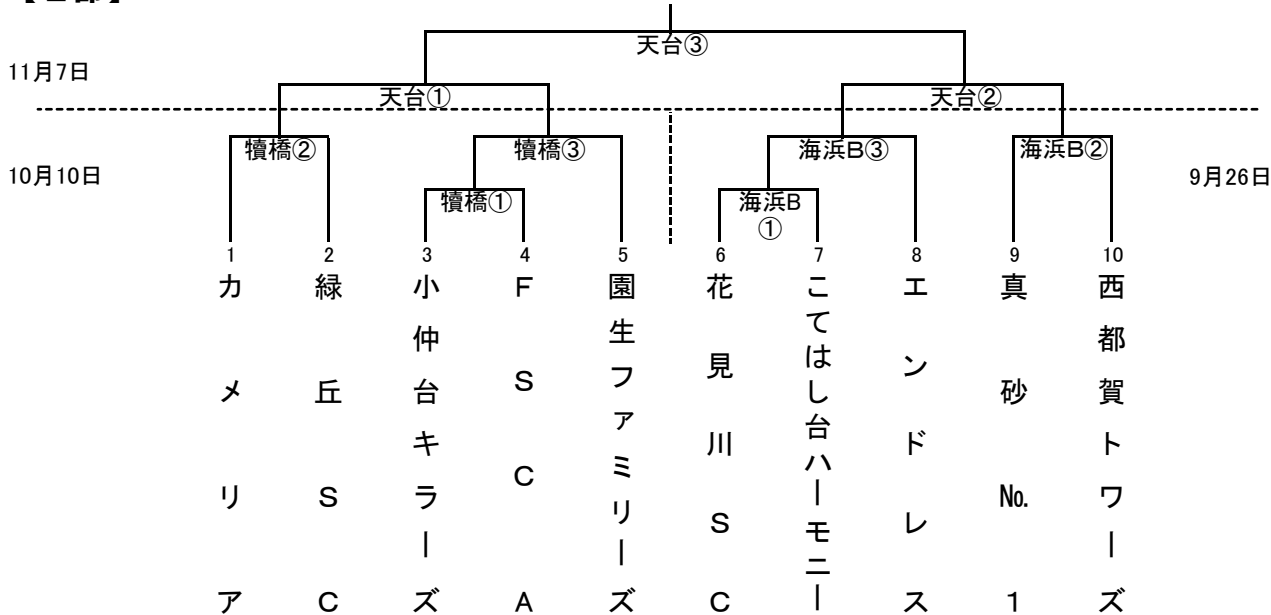 天台③
11月7日
天台①
天台②
犢橋②
犢橋③
海浜B③
海浜B②
10月10日
9月26日
犢橋①
海浜B
①
1
2
3
4
5
6
7
8
9
10
カメリア
緑丘SC
小仲台キラーズ
FSCA
園生ファミリーズ
花見川SC
こてはし台ハーモニー
エンドレス
真砂№1
西都賀トワーズ